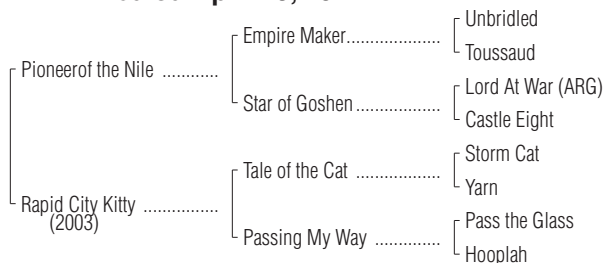 Unbridled
Empire Maker....................
Toussaud
Pioneerof the Nile ............
Lord At War (ARG)
Star of Goshen..................
Castle Eight
Storm Cat
Tale of the Cat ..................
Yarn
Rapid City Kitty ................
(2003)
Pass the Glass
Passing My Way ...............
Hooplah